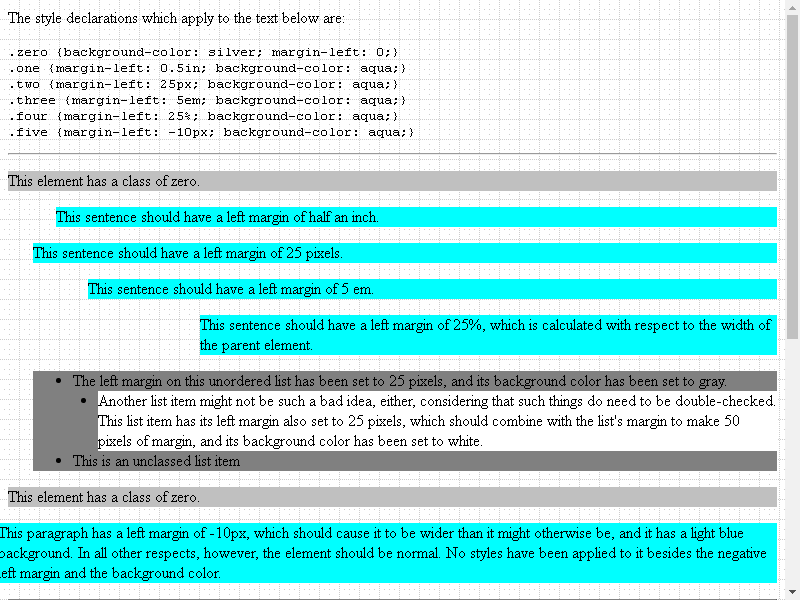 The style declarations which apply to the text below are:
.zero {background-color: silver; margin-left: 0;}
.one {margin-left: 0.5in; background-color: aqua;}
.two {margin-left: 25px; background-color: aqua;}
.three {margin-left: 5em; background-color: aqua;}
.four {margin-left: 25%; background-color: aqua;}
.five {margin-left: -10px; background-color: aqua;}
This element has a class of zero.
This sentence should have a left margin of half an inch.
This sentence should have a left margin of 25 pixels.
This sentence should have a left margin of 5 em.
This sentence should have a left margin of 25%, which is calculated with respect to the width of
the parent element.
• The left margin on this unordered list has been set to 25 pixels, and its background color has been set to gray.
• Another list item might not be such a bad idea, either, considering that such things do need to be double-checked.
This list item has its left margin also set to 25 pixels, which should combine with the list's margin to make 50
pixels of margin, and its background color has been set to white.
• This is an unclassed list item
This element has a class of zero.
This paragraph has a left margin of -10px, which should cause it to be wider than it might otherwise be, and it has a light blue
background. In all other respects, however, the element should be normal. No styles have been applied to it besides the negative
left margin and the background color.